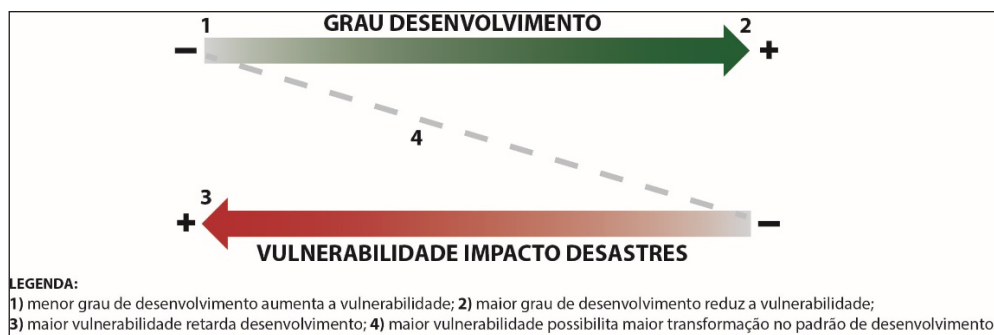 1 GRAU DESENVOLVIMENTO 2
− +
4
3
+ −
VULNERABILIDADE IMPACTO DESASTRES
LEGENDA:
1) menor grau de desenvolvimento aumenta a vulnerabilidade; 2) maior grau de desenvolvimento reduz a vulnerabilidade;
3) maior vulnerabilidade retarda desenvolvimento; 4) maior vulnerabilidade possibilita maior transformação no padrão de desenvolvimento